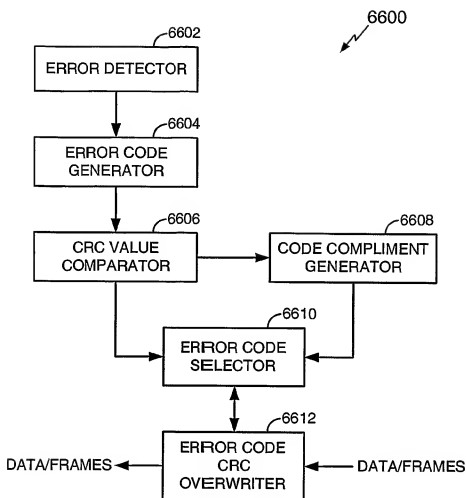 6600
6602
ERROR DETECTOR
6604
ERROR CODE
GENERATOR
6606
CRC VALUE
COMPARATOR
6608
CODE COMPLIMENT
GENERATOR
6610
ERROR CODE
SELECTOR
6612
ERROR CODE
CRC
OVERWRITER
DATA/FRAMES
DATA/FRAMES